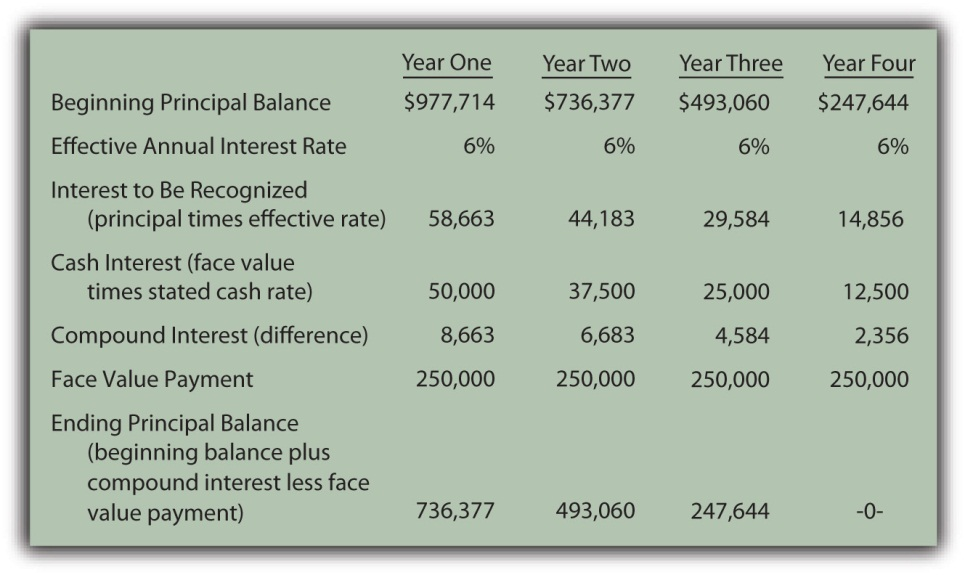 Year One Year Two Year Three Year Four
Beginning Principal Balance $977,714 $736,377 $493,060 $247,644
Effective Annual Interest Rate 6% 6% 6% 6%
Interest to Be Recognized
(principal times effective rate) 58,663 44,183 29,584 14,856
Cash Interest (face value
times stated cash rate) 50,000 37,500 25,000 12,500
Compound Interest (difference) 8,663 6,683 4,584 2,356
Face Value Payment 250,000 250,000 250,000 250,000
Ending Principal Balance
(beginning balance plus
compound interest less face
value payment) 736,377 493,060 247,644 -0-